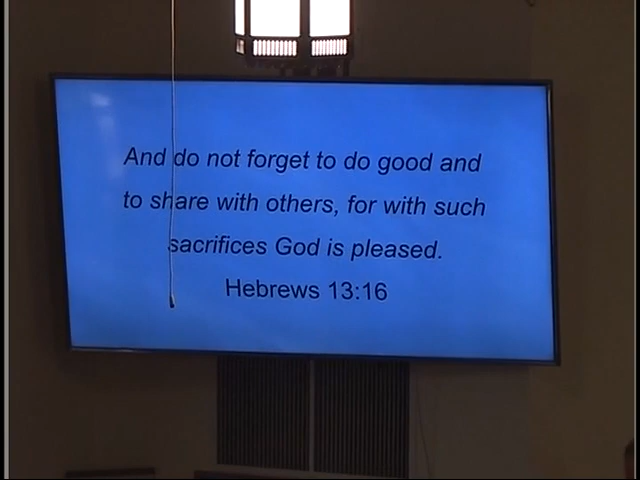 And do not forget to do good and
to share with others, for with such
sacrifices God is pleased.
Hebrews 13:16